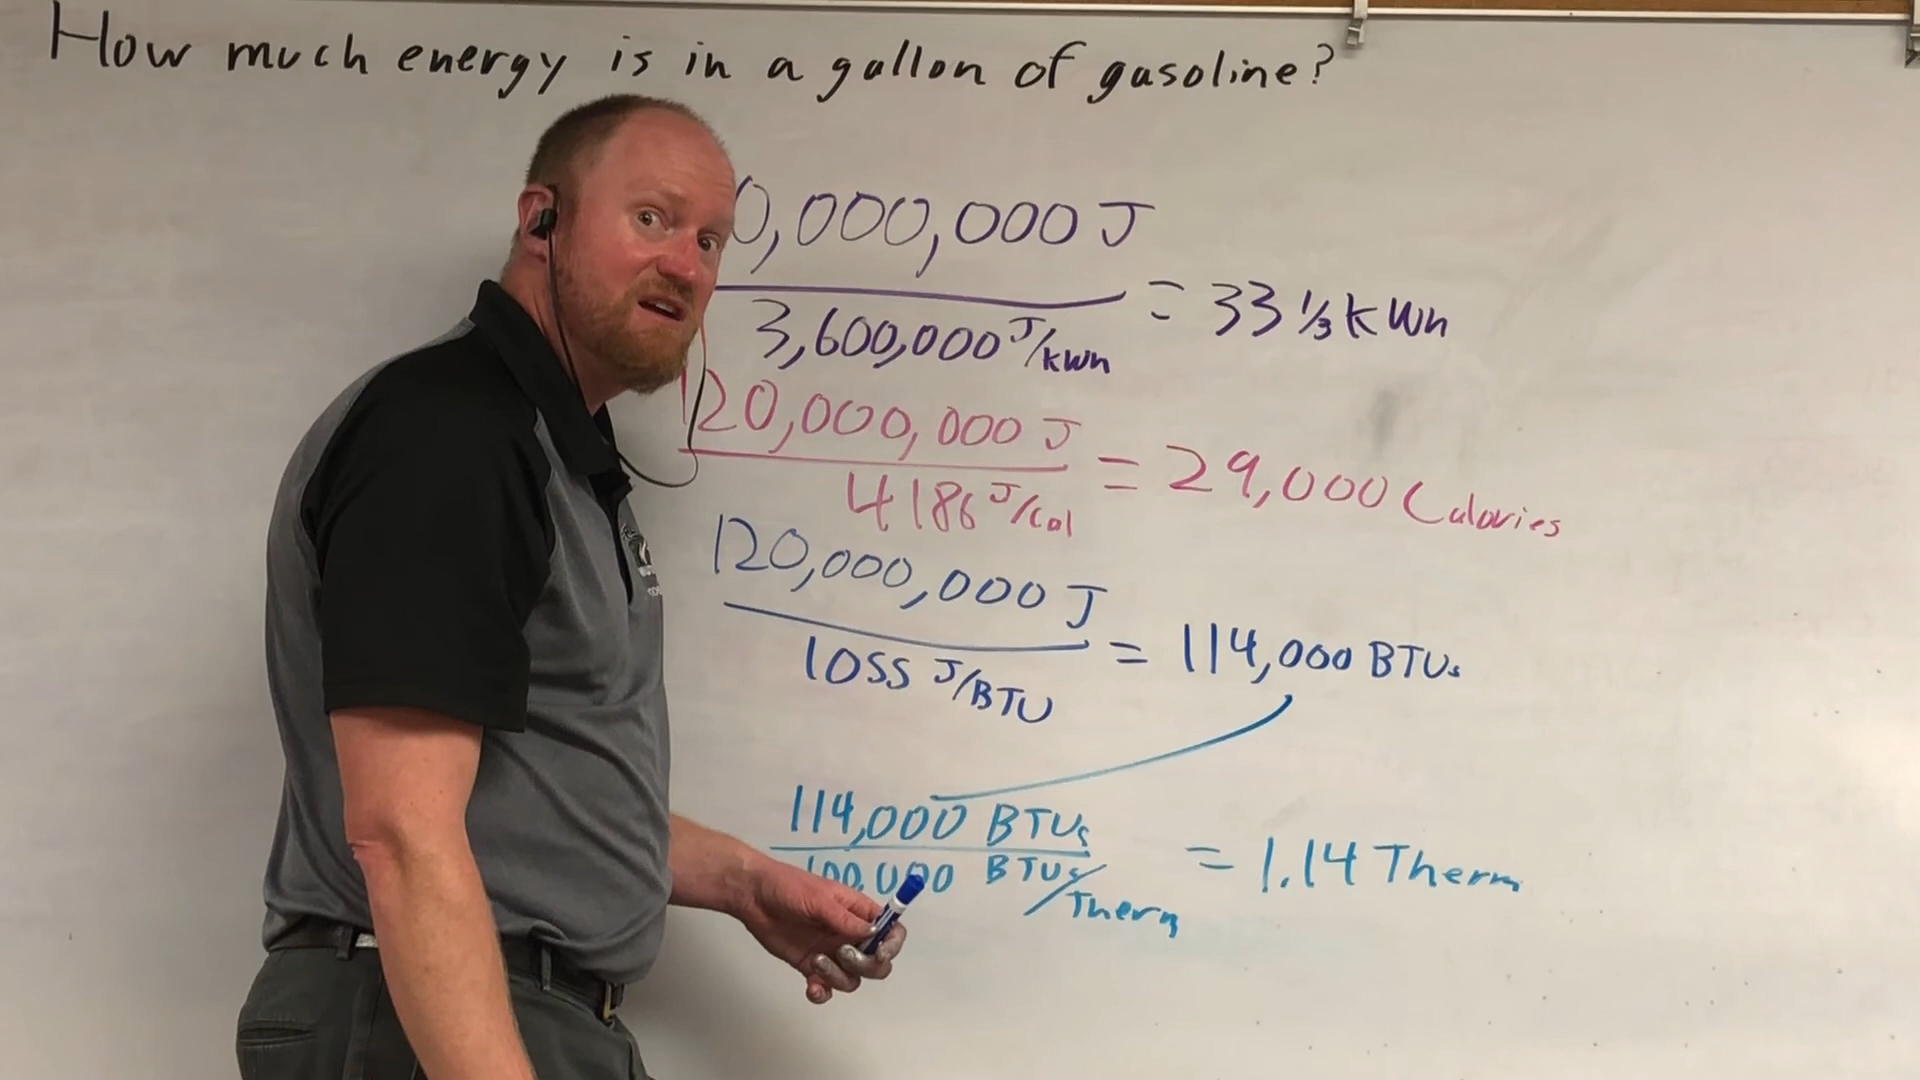 How much energy is in a gallon of gasoline?
0,000,000 J
3,600,000 J/kWh
= 33 1/3 kWh
120,000,000 J
4186 J/Cal
= 29,000 Calories
120,000,000 J
1055 J/BTU
= 114,000 BTUs
114,000 BTUs
100,000 BTUs/Therm
= 1.14 Therm